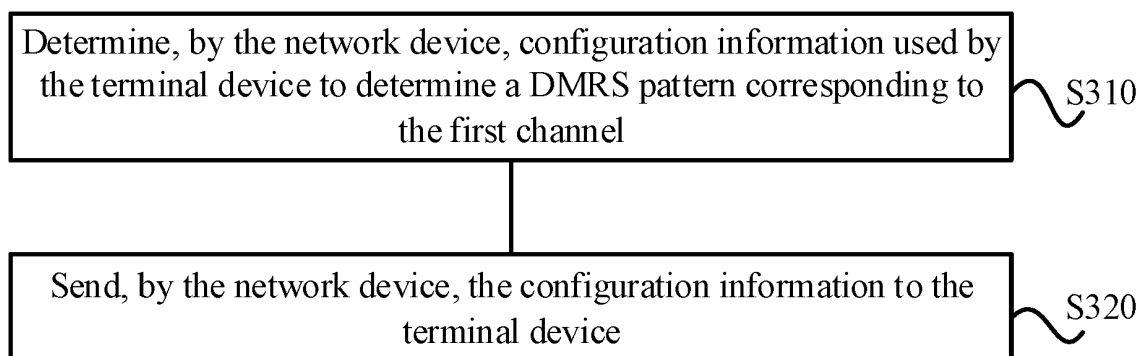 Determine, by the network device, configuration information used by
the terminal device to determine a DMRS pattern corresponding to
the first channel
S310
Send, by the network device, the configuration information to the
terminal device
S320